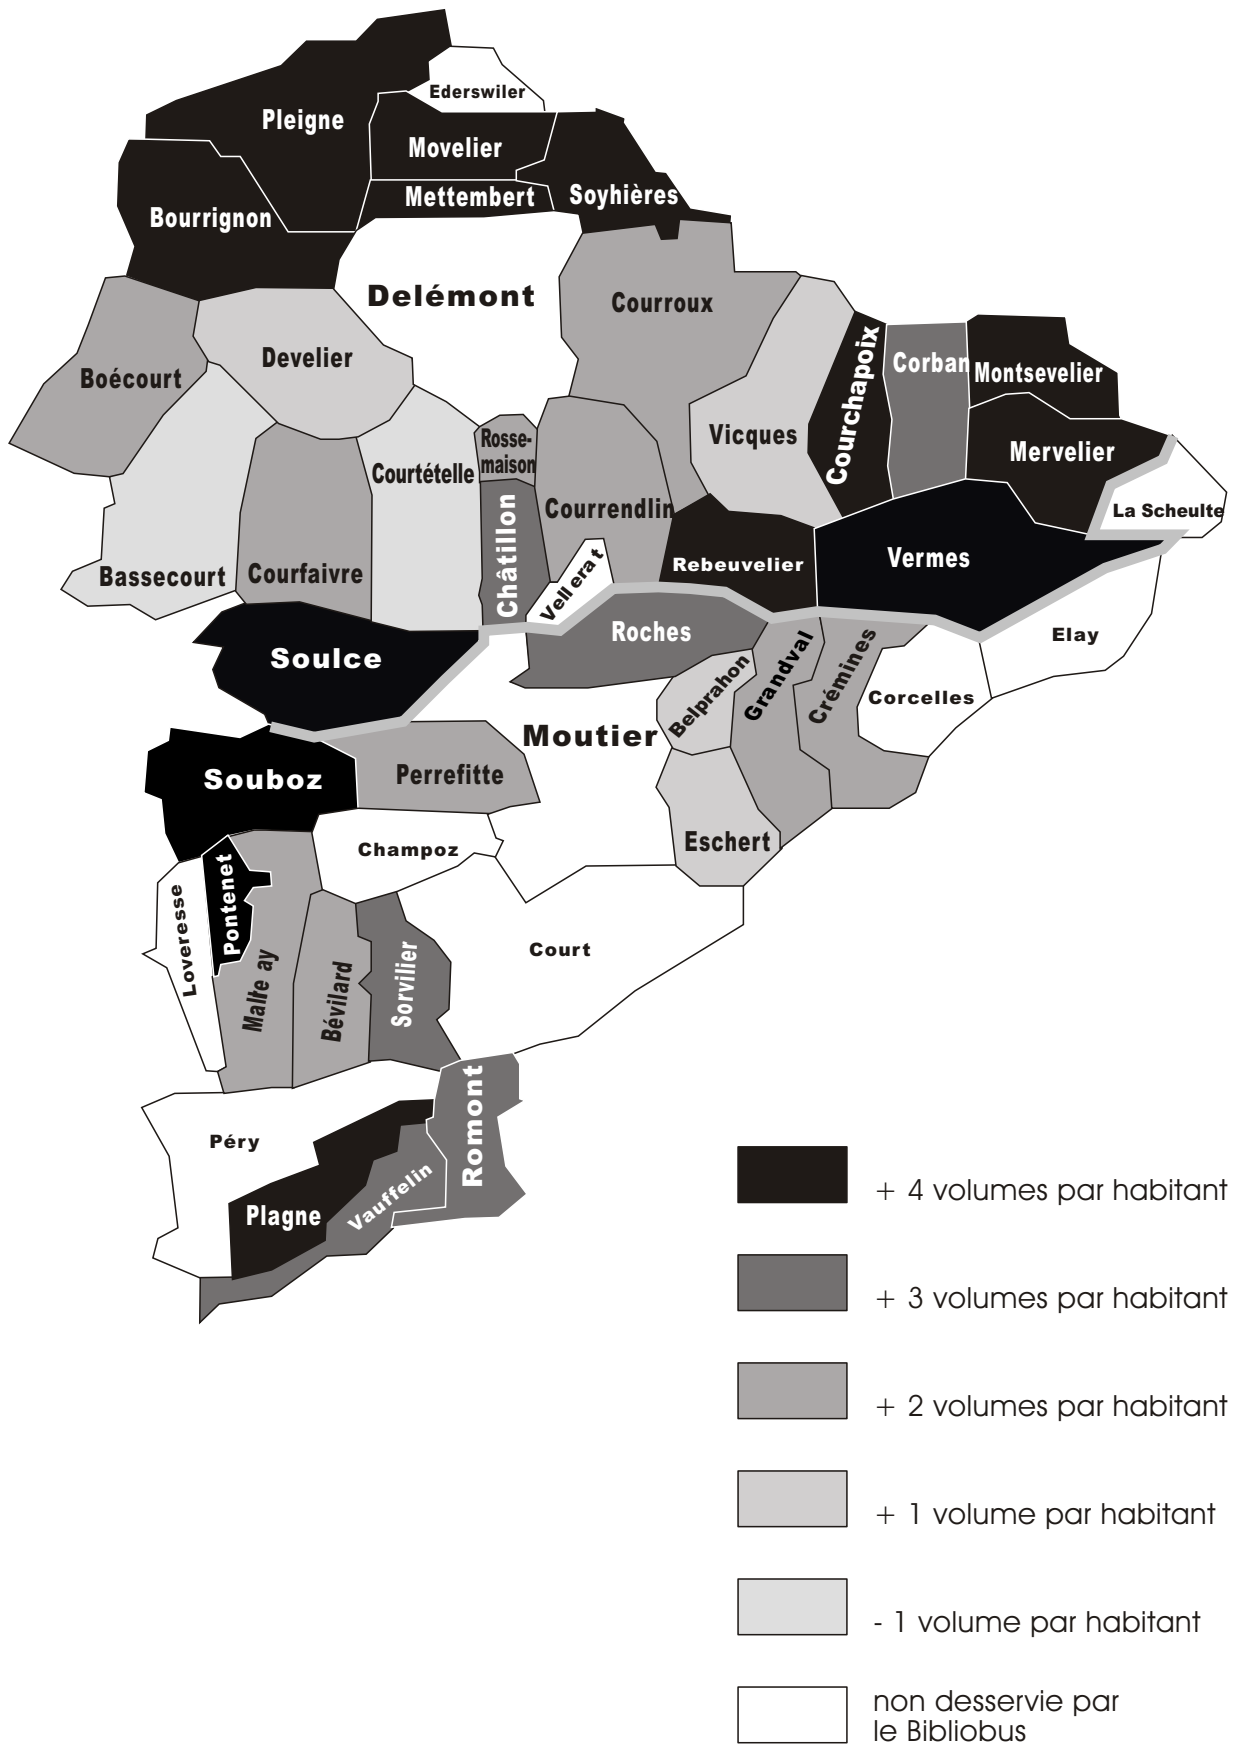 Ederswiler
Pleigne
Movelier
Mettembert
Soyhières
Bourrignon
Delémont
Courroux
Develier
Boécourt
Courchapoix
Corban
Montsevelier
Vicques
Rosse-
maison
Mervelier
Courtételle
Courrendlin
La Scheulte
Châtillon
Vellerat
Rebeuvelier
Vermes
Bassecourt
Courfaivre
Roches
Elay
Soulce
Belprahon
Grandval
Crémines
Corcelles
Moutier
Souboz
Perrefitte
Eschert
Champoz
Pontenet
Loveresse
Court
Malleray
Bévilard
Sorvilier
Romont
Péry
Plagne
Vauffelin
+ 4 volumes par habitant
+ 3 volumes par habitant
+ 2 volumes par habitant
+ 1 volume par habitant
- 1 volume par habitant
non desservie par
le Bibliobus